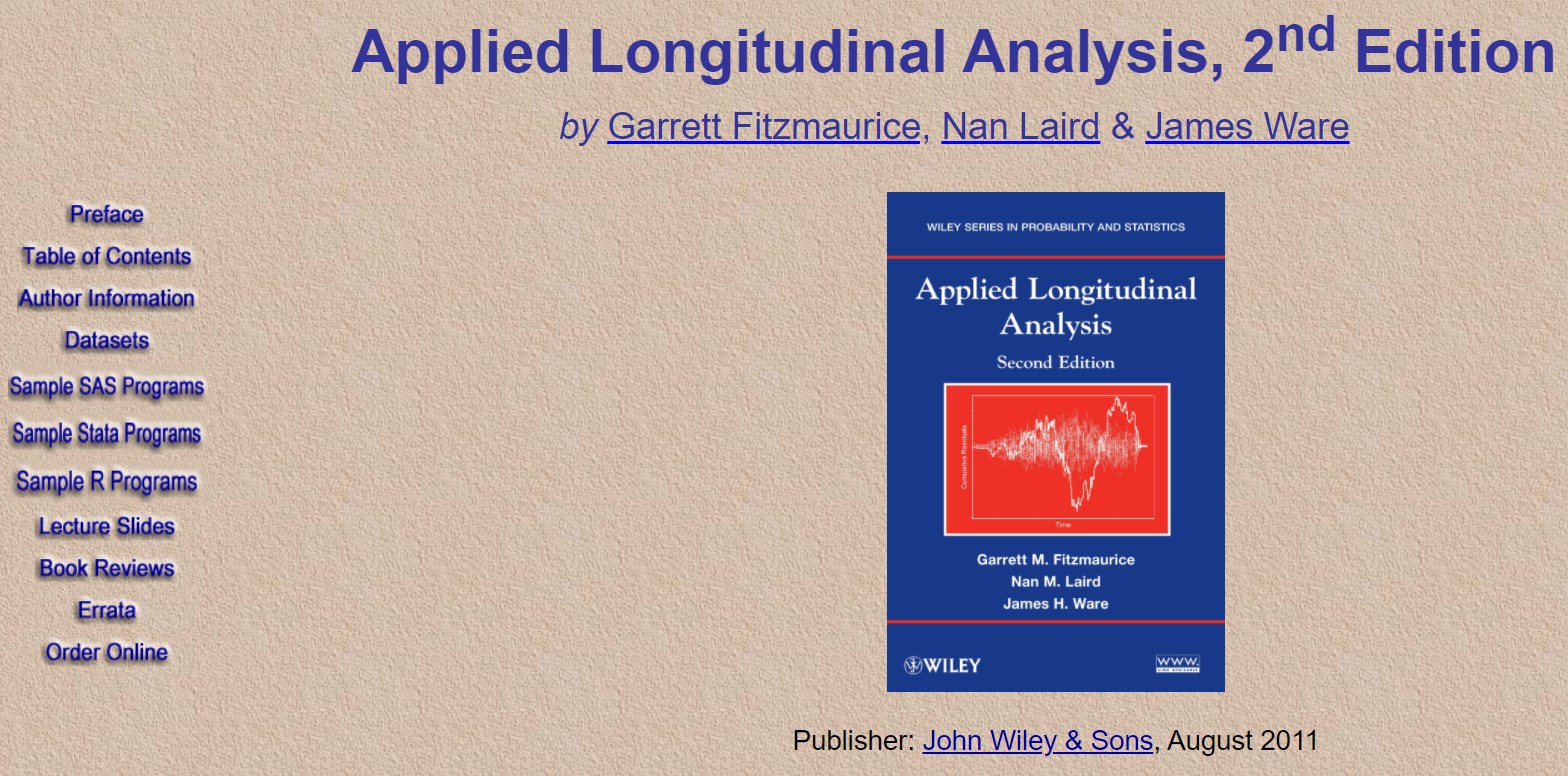 Applied Longitudinal Analysis, 2nd Edition
by Garrett Fitzmaurice, Nan Laird & James Ware
Preface
Table of Contents
Author Information
Datasets
Sample SAS Programs
Sample Stata Programs
Sample R Programs
Lecture Slides
Book Reviews
Errata
Order Online
WILEY SERIES IN PROBABILITY AND STATISTICS
Applied Longitudinal
Analysis
Second Edition
Cumulative Residuals
Time
Garrett M. Fitzmaurice
Nan M. Laird
James H. Ware
WILEY
WWW.
Publisher: John Wiley & Sons, August 2011